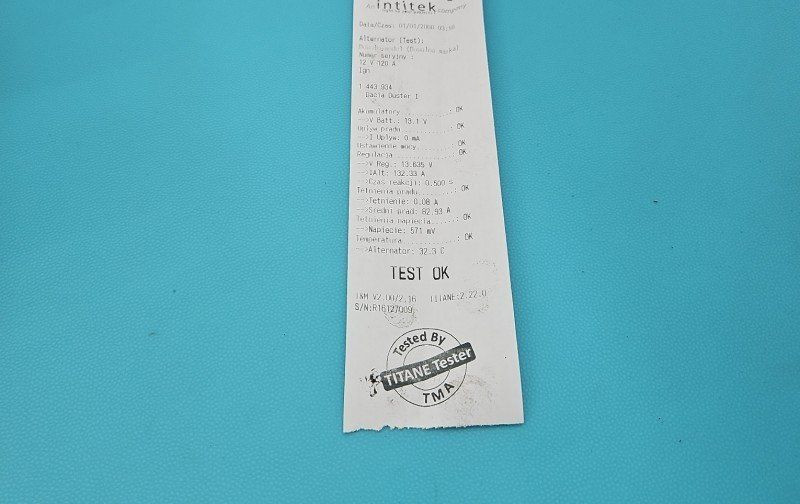 An intitek company
Data/Czas: 01/01/2000 03:
Alternator (Test):
Numer seryjny :
12 V 120 A
Ign
1 443 904
Dacia Duster I
Akumulatory..........: OK
-->V Batt.: 13.1 V
Upływ prądu..........: OK
-->I Upływ: 0 mA
Ustawienie mocy......: OK
Regulacja............: OK
-->V Reg.: 13.635 V
-->IAlt: 132.33 A
-->Czas reakcji: 0.500 s
Tętnienia prądu......: OK
-->Tętnienie: 0.08 A
-->Średni prąd: 82.93 A
Tętnienia napięcia...: OK
-->Napięcie: 571 mV
Temperatura..........: OK
-->Alternator: 32.3 C
TEST OK
T&M V2.00/2.16 TITANE:2.22.0
S/N:R16127009
Tested By
TITANE Tester
TMA